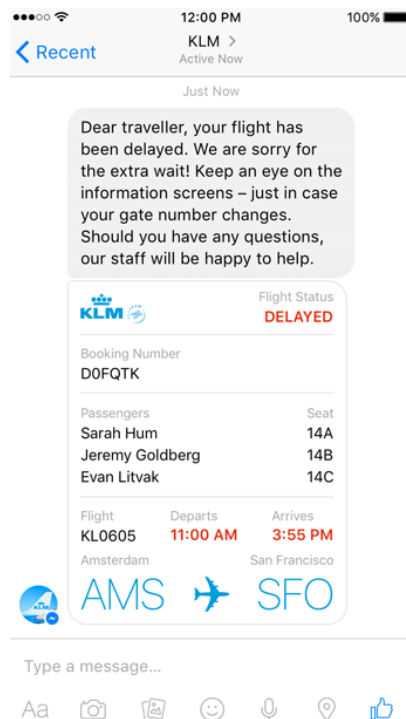 12:00 PM 100%
Recent KLM
Active Now
Just Now
Dear traveller, your flight has
been delayed. We are sorry for
the extra wait! Keep an eye on the
information screens – just in case
your gate number changes.
Should you have any questions,
our staff will be happy to help.
KLM Flight Status
DELAYED
Booking Number
D0FQTK
Passengers Seat
Sarah Hum 14A
Jeremy Goldberg 14B
Evan Litvak 14C
Flight Departs Arrives
KL0605 11:00 AM 3:55 PM
Amsterdam San Francisco
AMS SFO
KLM
Type a message...
Aa